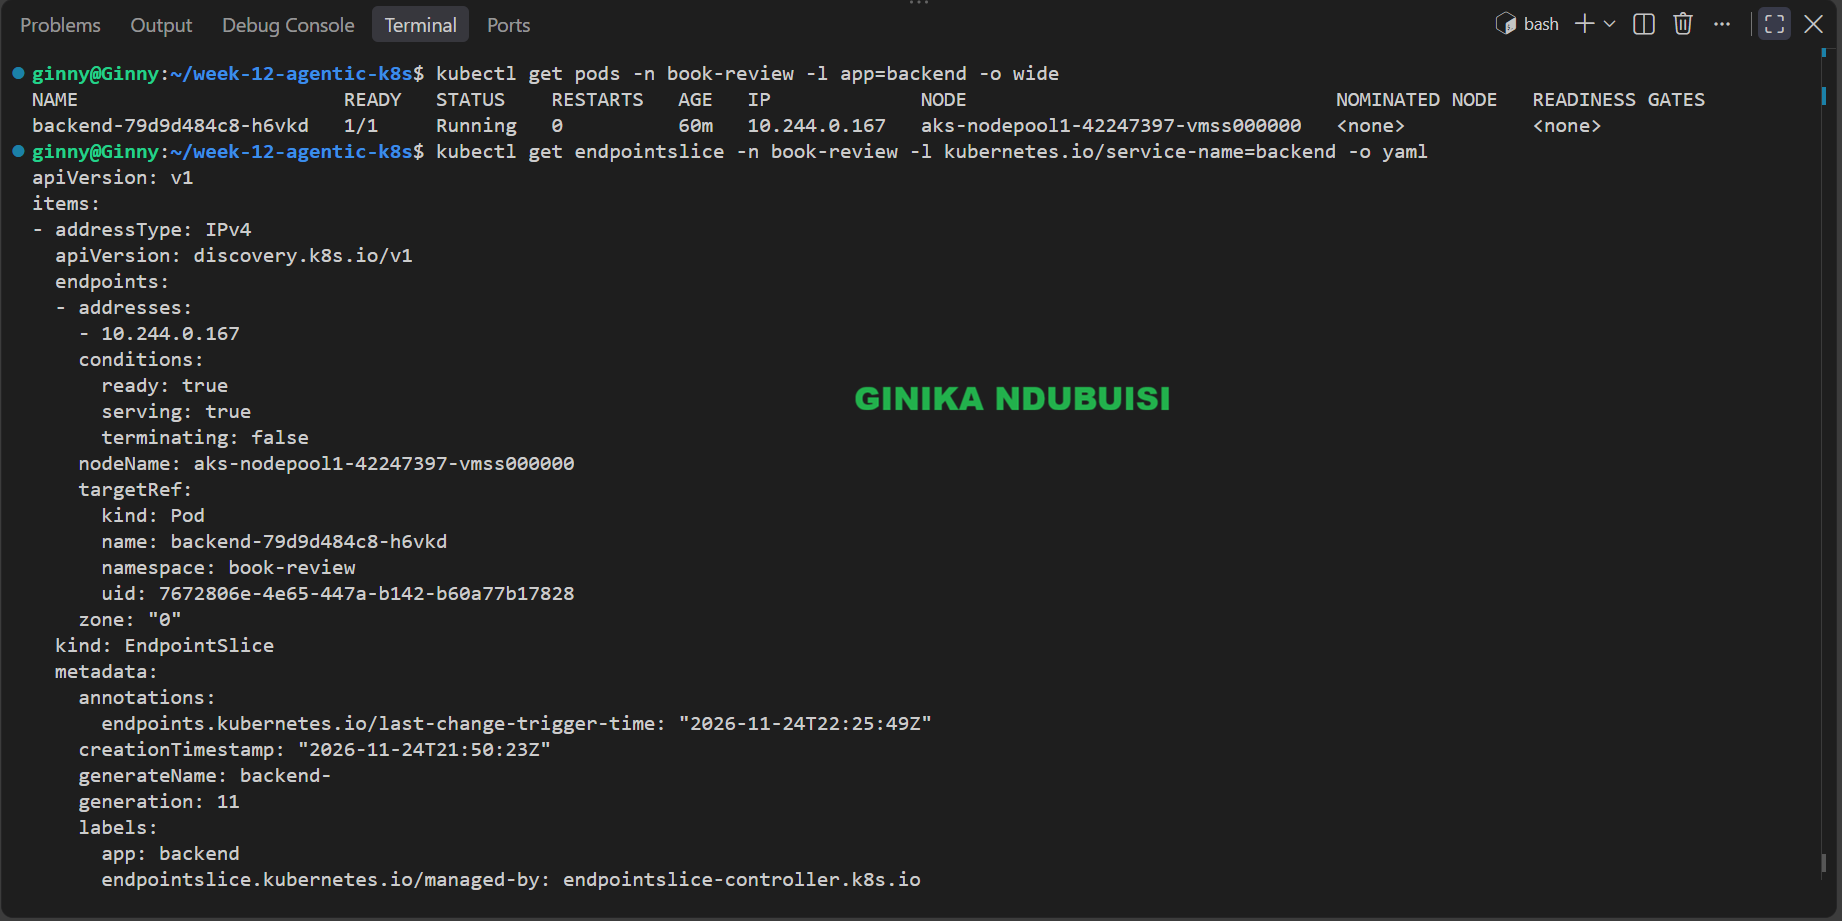 Problems Output Debug Console Terminal Ports bash
ginny@Ginny:~/week-12-agentic-k8s$ kubectl get pods -n book-review -l app=backend -o wide
NAME READY STATUS RESTARTS AGE IP NODE NOMINATED NODE READINESS GATES
backend-79d9d484c8-h6vkd 1/1 Running 0 60m 10.244.0.167 aks-nodepool1-42247397-vmss000000 <none> <none>
ginny@Ginny:~/week-12-agentic-k8s$ kubectl get endpointslice -n book-review -l kubernetes.io/service-name=backend -o yaml
apiVersion: v1
items:
- addressType: IPv4
  apiVersion: discovery.k8s.io/v1
  endpoints:
  - addresses:
    - 10.244.0.167
    conditions:
      ready: true
      serving: true
      terminating: false
    nodeName: aks-nodepool1-42247397-vmss000000
    targetRef:
      kind: Pod
      name: backend-79d9d484c8-h6vkd
      namespace: book-review
      uid: 7672806e-4e65-447a-b142-b60a77b17828
    zone: "0"
  kind: EndpointSlice
  metadata:
    annotations:
      endpoints.kubernetes.io/last-change-trigger-time: "2026-11-24T22:25:49Z"
    creationTimestamp: "2026-11-24T21:50:23Z"
    generateName: backend-
    generation: 11
    labels:
      app: backend
      endpointslice.kubernetes.io/managed-by: endpointslice-controller.k8s.io
GINIKA NDUBUISI